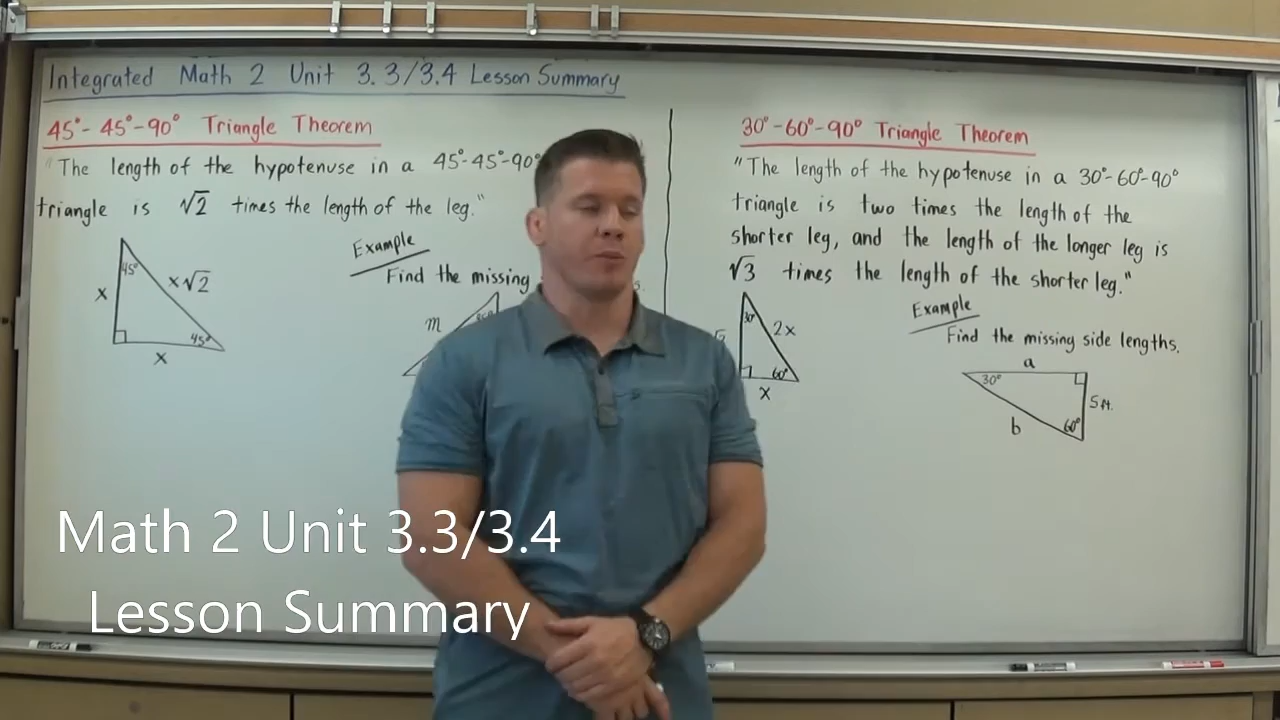 Integrated Math 2 Unit 3.3/3.4 Lesson Summary
45°-45°-90° Triangle Theorem
"The length of the hypotenuse in a 45°-45°-90°
triangle is √2 times the length of the leg."
45°
x
x√2
45°
x
Example
Find the missing
m
30°-60°-90° Triangle Theorem
"The length of the hypotenuse in a 30°-60°-90°
triangle is two times the length of the
shorter leg, and the length of the longer leg is
√3 times the length of the shorter leg."
30°
2x
60°
x
Example
Find the missing side lengths.
a
30°
5 ft.
60°
b
Math 2 Unit 3.3/3.4
Lesson Summary